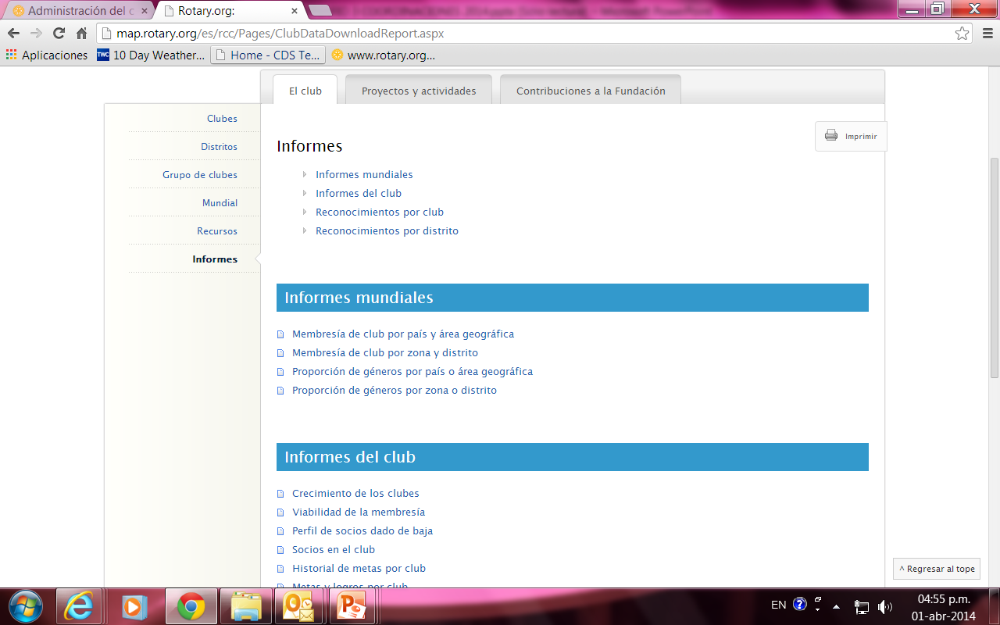 Administración del c
Rotary.org:
map.rotary.org/es/rcc/Pages/ClubDataDownloadReport.aspx
Aplicaciones
TWC
10 Day Weather...
Home - CDS Te...
www.rotary.org...
El club
Proyectos y actividades
Contribuciones a la Fundación
Clubes
Distritos
Grupo de clubes
Mundial
Recursos
Informes
Imprimir
Informes
Informes mundiales
Informes del club
Reconocimientos por club
Reconocimientos por distrito
Informes mundiales
Membresía de club por país y área geográfica
Membresía de club por zona y distrito
Proporción de géneros por país o área geográfica
Proporción de géneros por zona o distrito
Informes del club
Crecimiento de los clubes
Viabilidad de la membresía
Perfil de socios dado de baja
Socios en el club
Historial de metas por club
Metas y logros por club
^ Regresar al tope
EN
04:55 p.m.
01-abr-2014